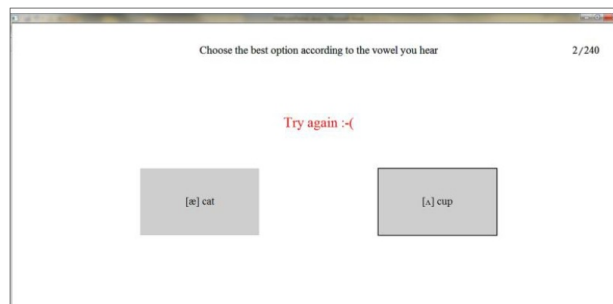 Choose the best option according to the vowel you hear
2/240
Try again :-(
[æ] cat
[ʌ] cup